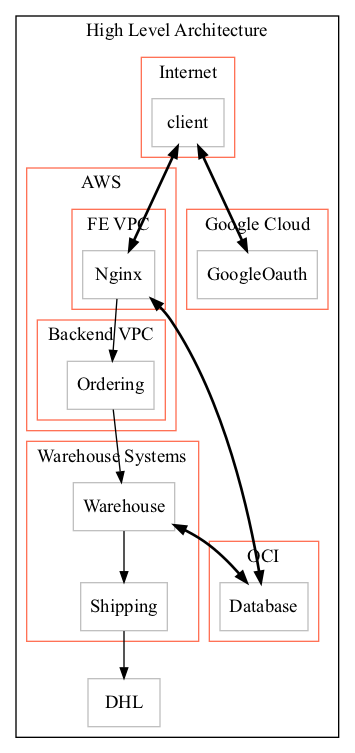 High Level Architecture
Internet
client
AWS
FE VPC
Google Cloud
Nginx
GoogleOauth
Backend VPC
Ordering
Warehouse Systems
Warehouse
OCI
Shipping
Database
DHL